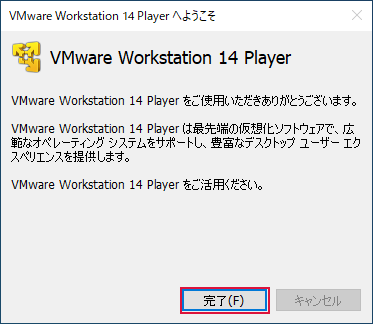 VMware Workstation 14 Player へようこそ
VMware Workstation 14 Player
VMware Workstation 14 Player をご使用いただきありがとうございます。
VMware Workstation 14 Player は最先端の仮想化ソフトウェアで、広
範なオペレーティング システムをサポートし、豊富なデスクトップ ユーザー エク
スペリエンスを提供します。
VMware Workstation 14 Player をご活用ください。
完了(F)
キャンセル